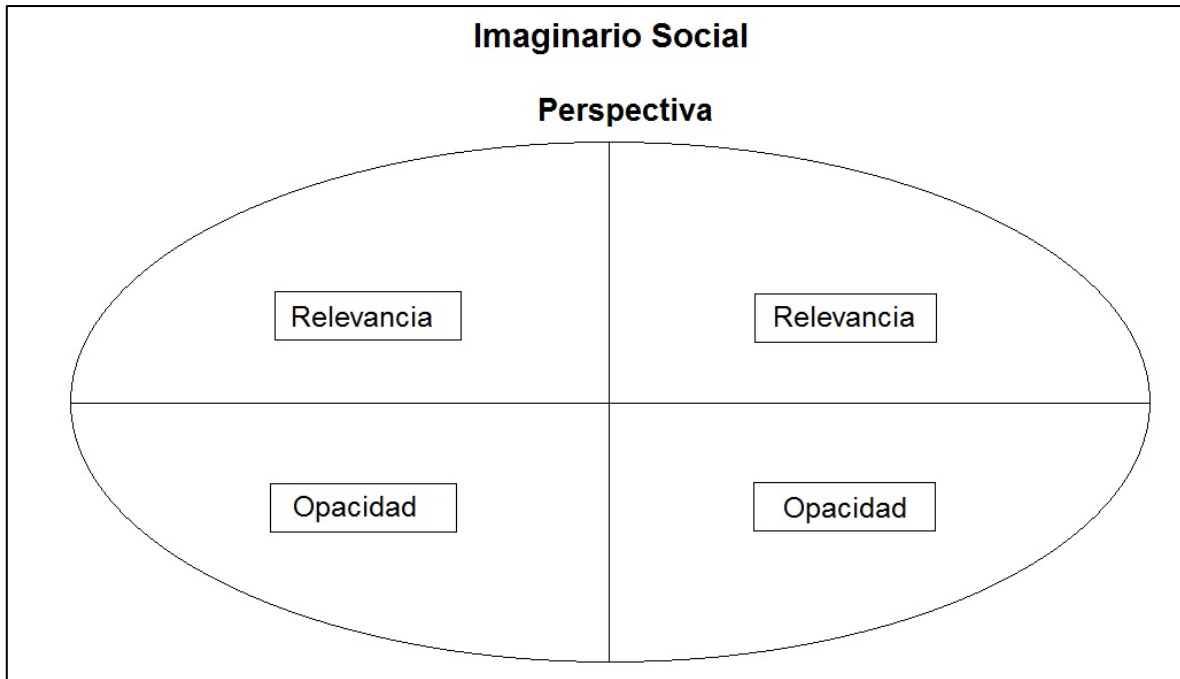 Imaginario Social
Perspectiva
Relevancia
Relevancia
Opacidad
Opacidad